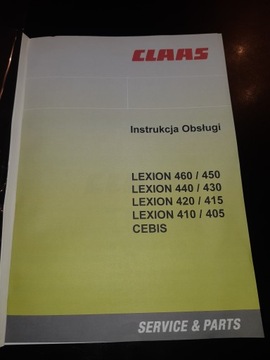 CLAAS
Instrukcja Obsługi
LEXION 460 / 450
LEXION 440 / 430
LEXION 420 / 415
LEXION 410 / 405
CEBIS
SERVICE & PARTS